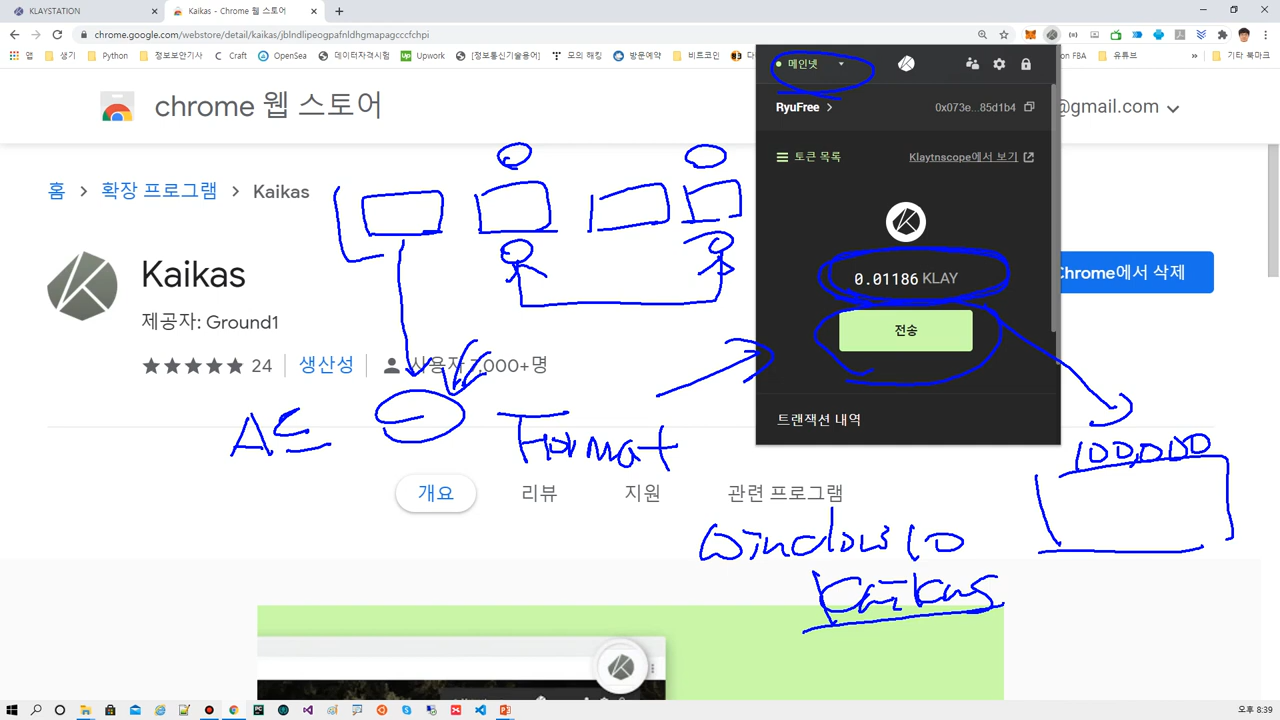 KLAYSTATION
Kaikas - Chrome 웹 스토어
chrome.google.com/webstore/detail/kaikas/jblndlipeogpafnldhgmapagcccfchpi
앱
생기
Python
정보보안기사
Craft
OpenSea
데이터자격시험
Upwork
[정보통신기술용어]
모의 해킹
방문예약
비트코인
유튜브
기타 북마크
chrome 웹 스토어
@gmail.com
메인넷
RyuFree
0x073e...85d1b4
토큰 목록
Klaytnscope에서 보기
0.01186 KLAY
전송
트랜잭션 내역
홈 > 확장 프로그램 > Kaikas
Kaikas
Chrome에서 삭제
제공자: Ground1
24
생산성
사용자 7,000+명
AS
Format
100,000
개요
리뷰
지원
관련 프로그램
window10
kaikas
오후 8:39